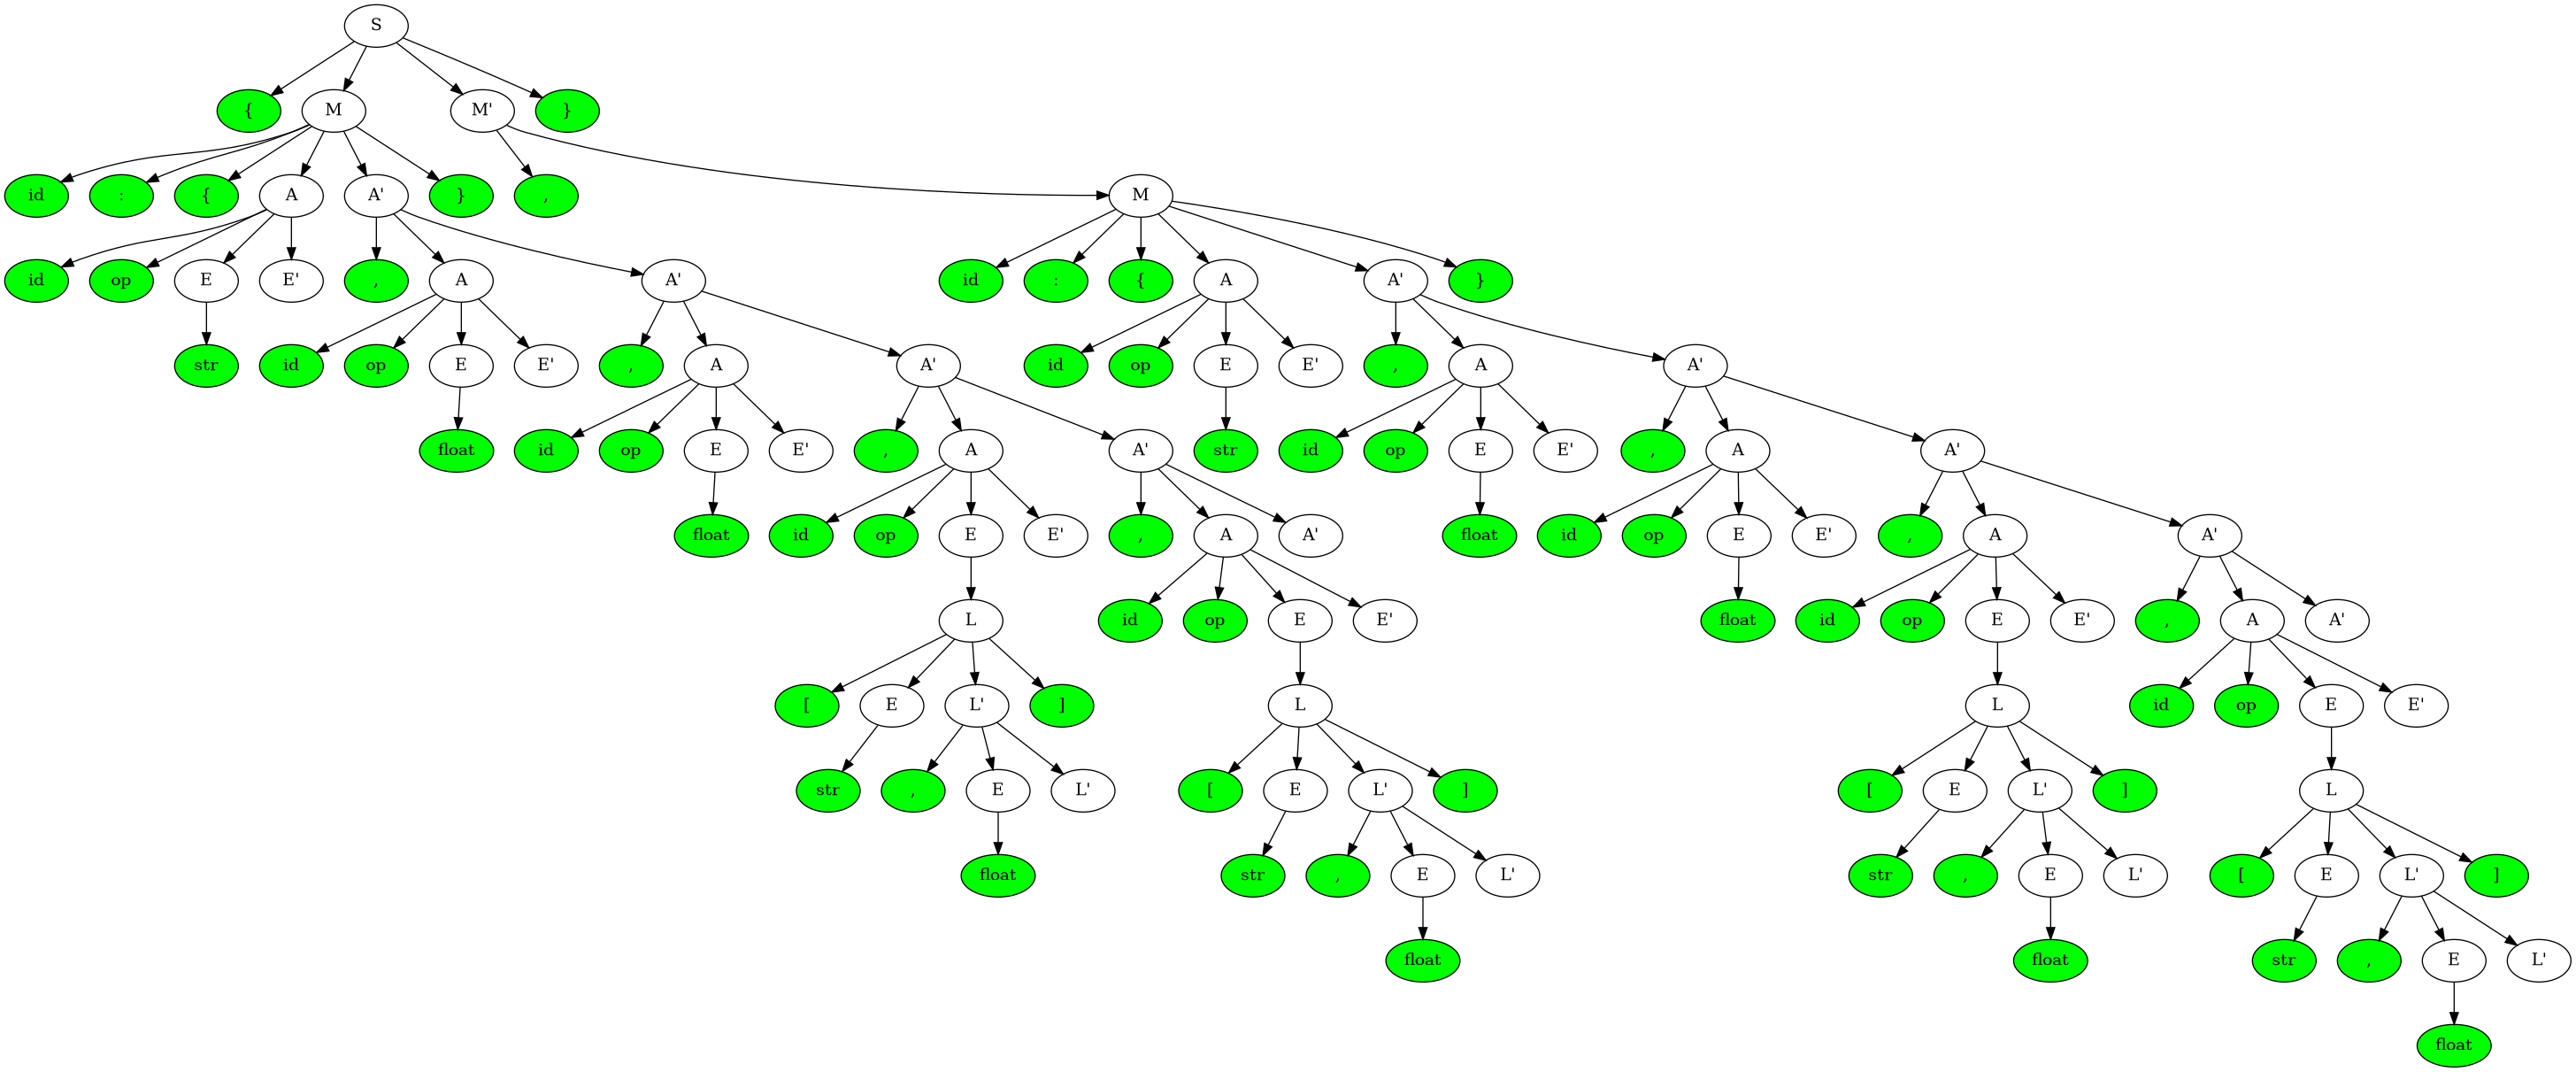 S
{ M M' }
id : { A A' } , M
id op E E' , A A' id : { A A' }
str id op E E' , A A' id op E E' , A A'
float id op E E' , A A' str id op E E' , A A'
float id op E E' , A A' float id op E E' , A A'
L id op E E' float id op E E' , A A'
[ E L' ] L L id op E E'
str , E L' [ E L' ] [ E L' ] L
float str , E L' str , E L' [ E L' ]
float float str , E L'
float